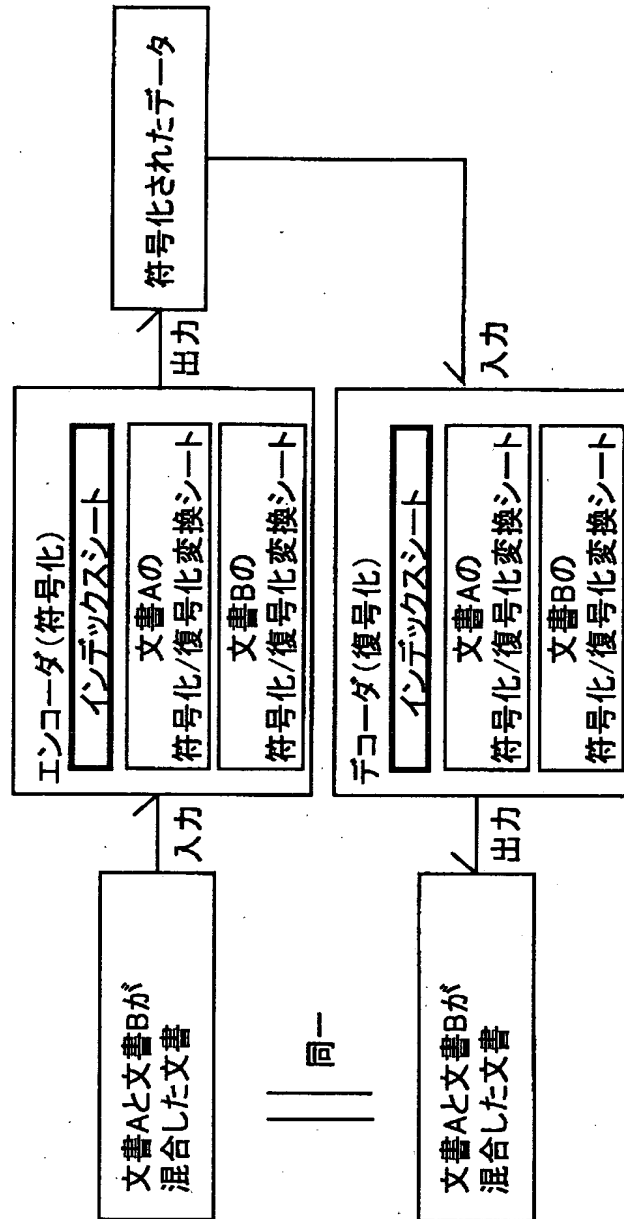 文書Aと文書Bが
混合した文書
入力
エンコーダ(符号化)
インデックスシート
文書Aの
符号化/復号化変換シート
文書Bの
符号化/復号化変換シート
出力
符号化されたデータ
同一
文書Aと文書Bが
混合した文書
出力
デコーダ(復号化)
インデックスシート
文書Aの
符号化/復号化変換シート
文書Bの
符号化/復号化変換シート
入力